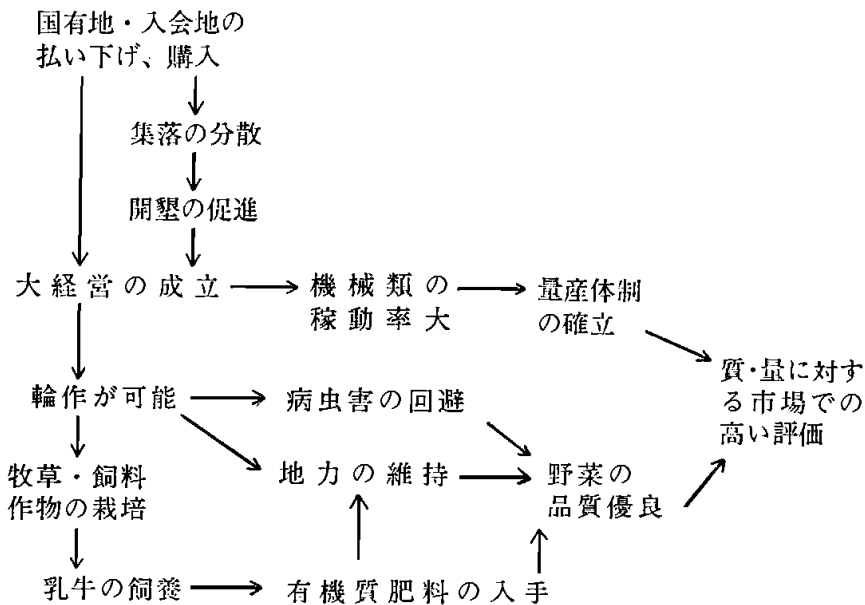 国有地・入会地の
払い下げ、購入
集落の分散
開墾の促進
大経営の成立
機械類の
稼動率大
量産体制
の確立
質・量に対す
る市場での
高い評価
輪作が可能
病虫害の回避
牧草・飼料
作物の栽培
地力の維持
野菜の
品質優良
乳牛の飼養
有機質肥料の入手